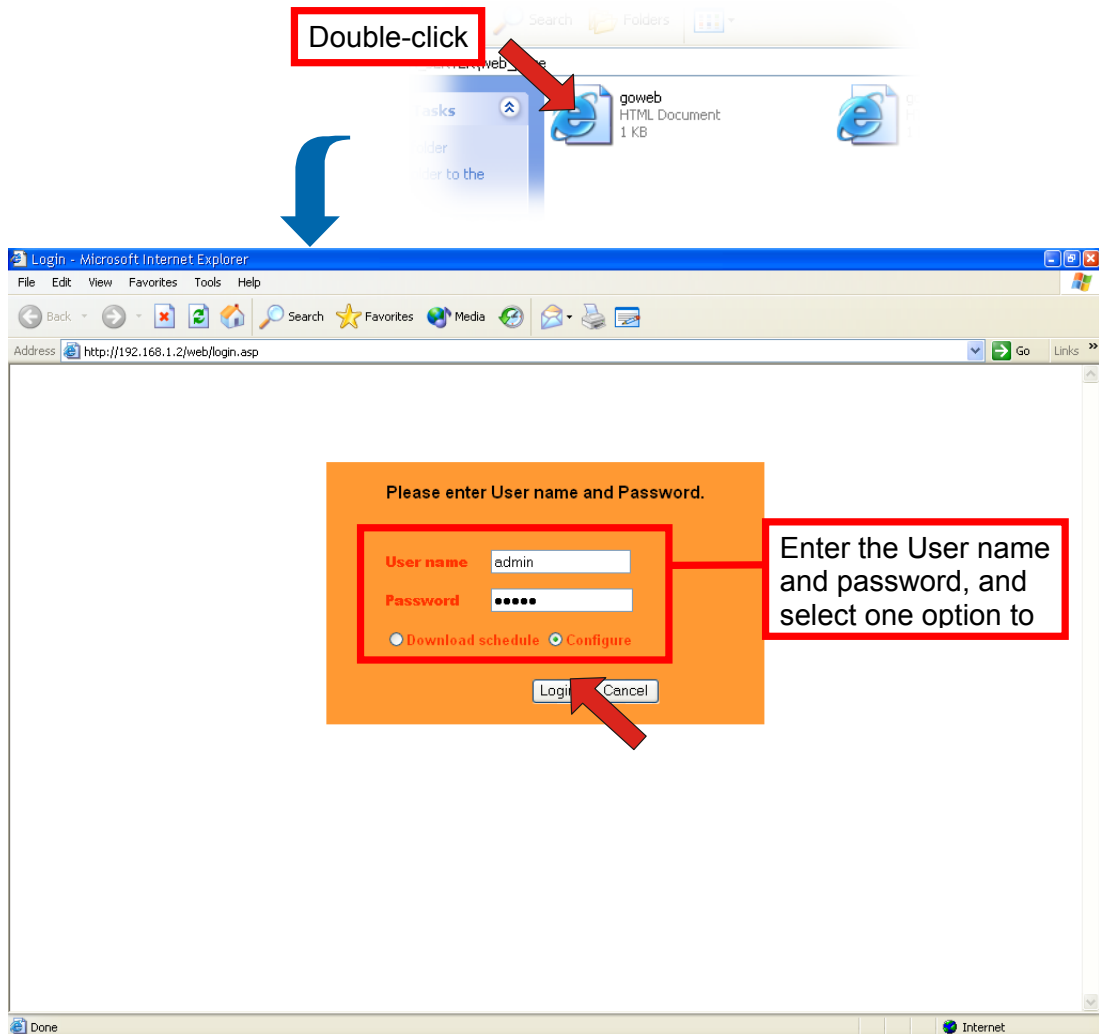 Search Folders
Double-click
goweb
HTML Document
1 KB
Login - Microsoft Internet Explorer
File Edit View Favorites Tools Help
Back Search Favorites Media
Address http://192.168.1.2/web/login.asp Go Links »
Please enter User name and Password.
User name admin
Password •••••
Download schedule Configure
Cancel
Enter the User name
and password, and
select one option to
Done Internet